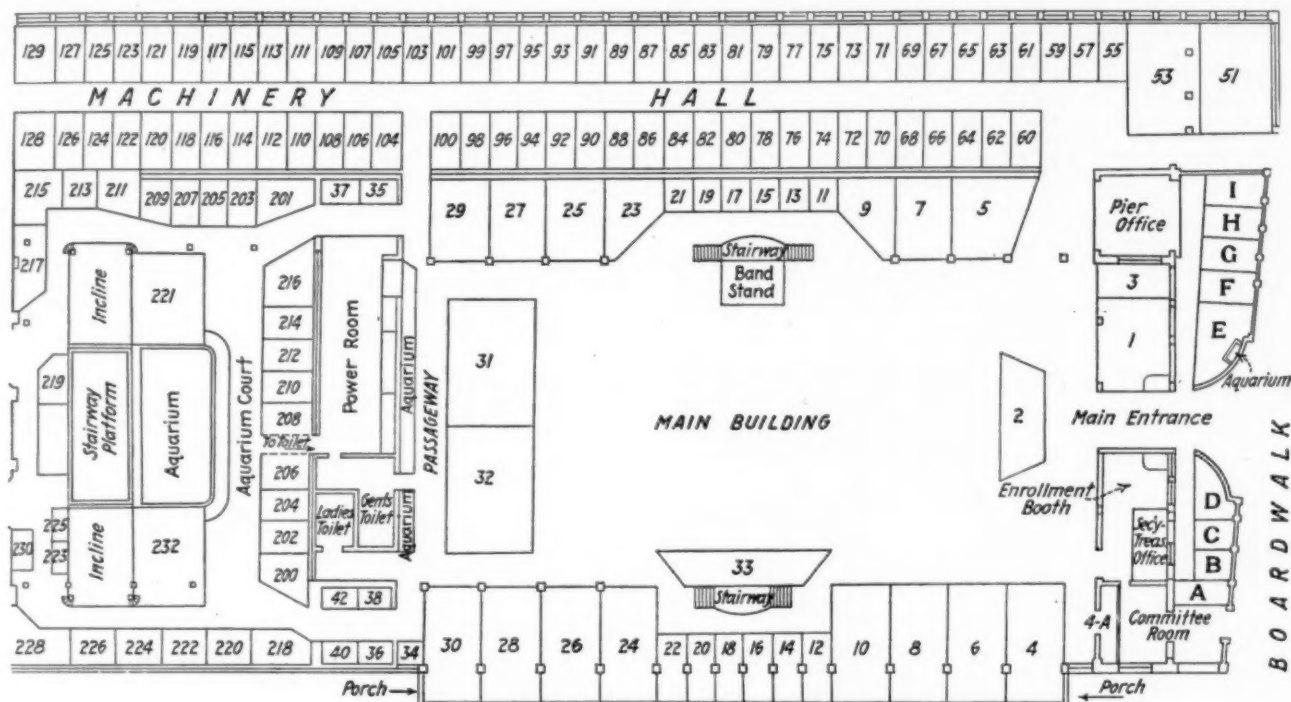 129 127 125 123 121 119 117 115 113 111 109 107 105 103 101 99 97 95 93 91 89 87 85 83 81 79 77 75 73 71 69 67 65 63 61 59 57 55
53 51
MACHINERY HALL
128 126 124 122 120 118 116 114 112 110 108 106 104 100 98 96 94 92 90 88 86 84 82 80 78 76 74 72 70 68 66 64 62 60
215 213 211 209 207 205 203 201 37 35
29 27 25 23 21 19 17 15 13 11 9 7 5
Pier
Office
I
H
G
F
E
3
1
Aquarium
Stairway
Band
Stand
217
Incline
221
216
214
212
210
208
To Toilet
206
204
202
200
Power Room
Aquarium
PASSAGEWAY
31
32
MAIN BUILDING
2
Main Entrance
BOARDWALK
219
Stairway
Platform
Aquarium
Aquarium Court
Ladies
Toilet
Gents
Toilet
Aquarium
Enrollment
Booth
Sec'y-
Treas.
Office
D
C
B
A
225
223
230
Incline
232
42 38
33
Stairway
4-A
Committee
Room
228 226 224 222 220 218 40 36 34
30 28 26 24 22 20 18 16 14 12 10 8 6 4
Porch
Porch